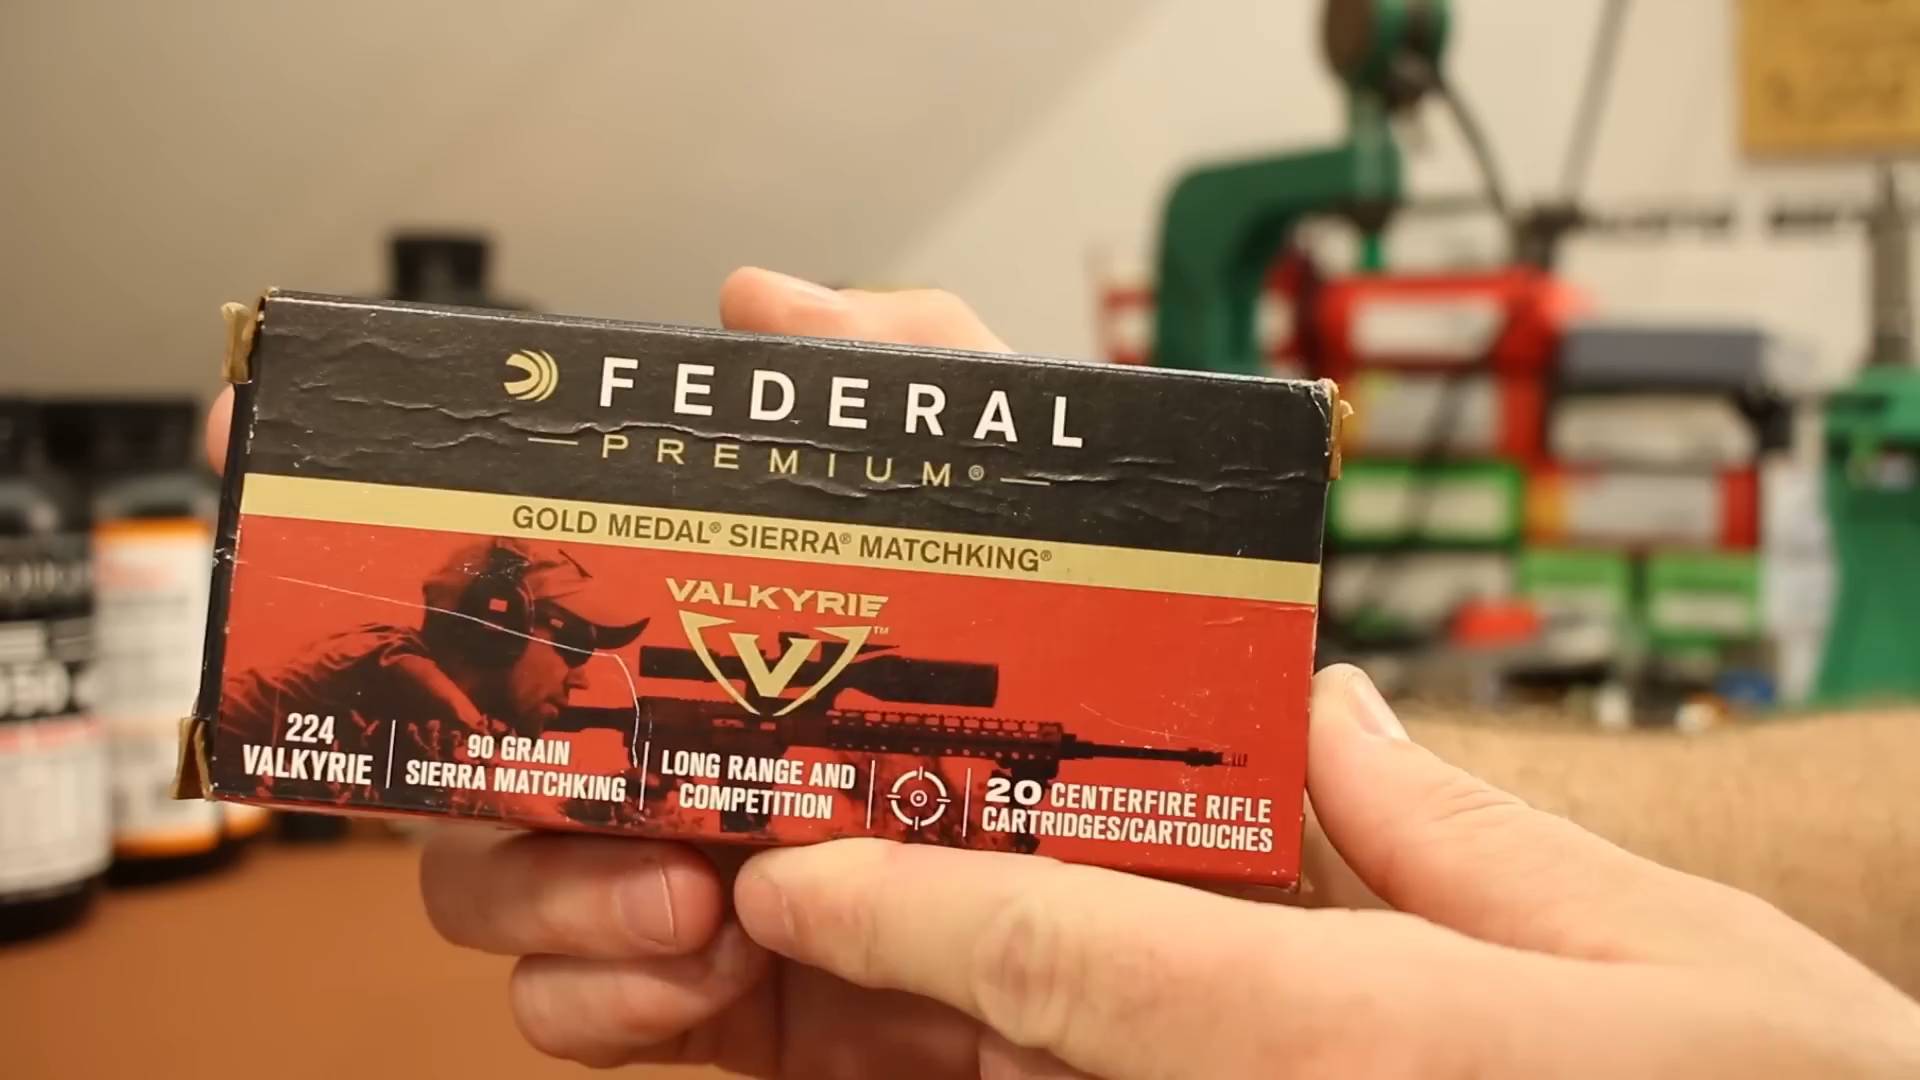 FEDERAL
PREMIUM®
GOLD MEDAL® SIERRA® MATCHKING®
VALKYRIE
V™
224
VALKYRIE
90 GRAIN
SIERRA MATCHKING
LONG RANGE AND
COMPETITION
20 CENTERFIRE RIFLE
CARTRIDGES/CARTOUCHES